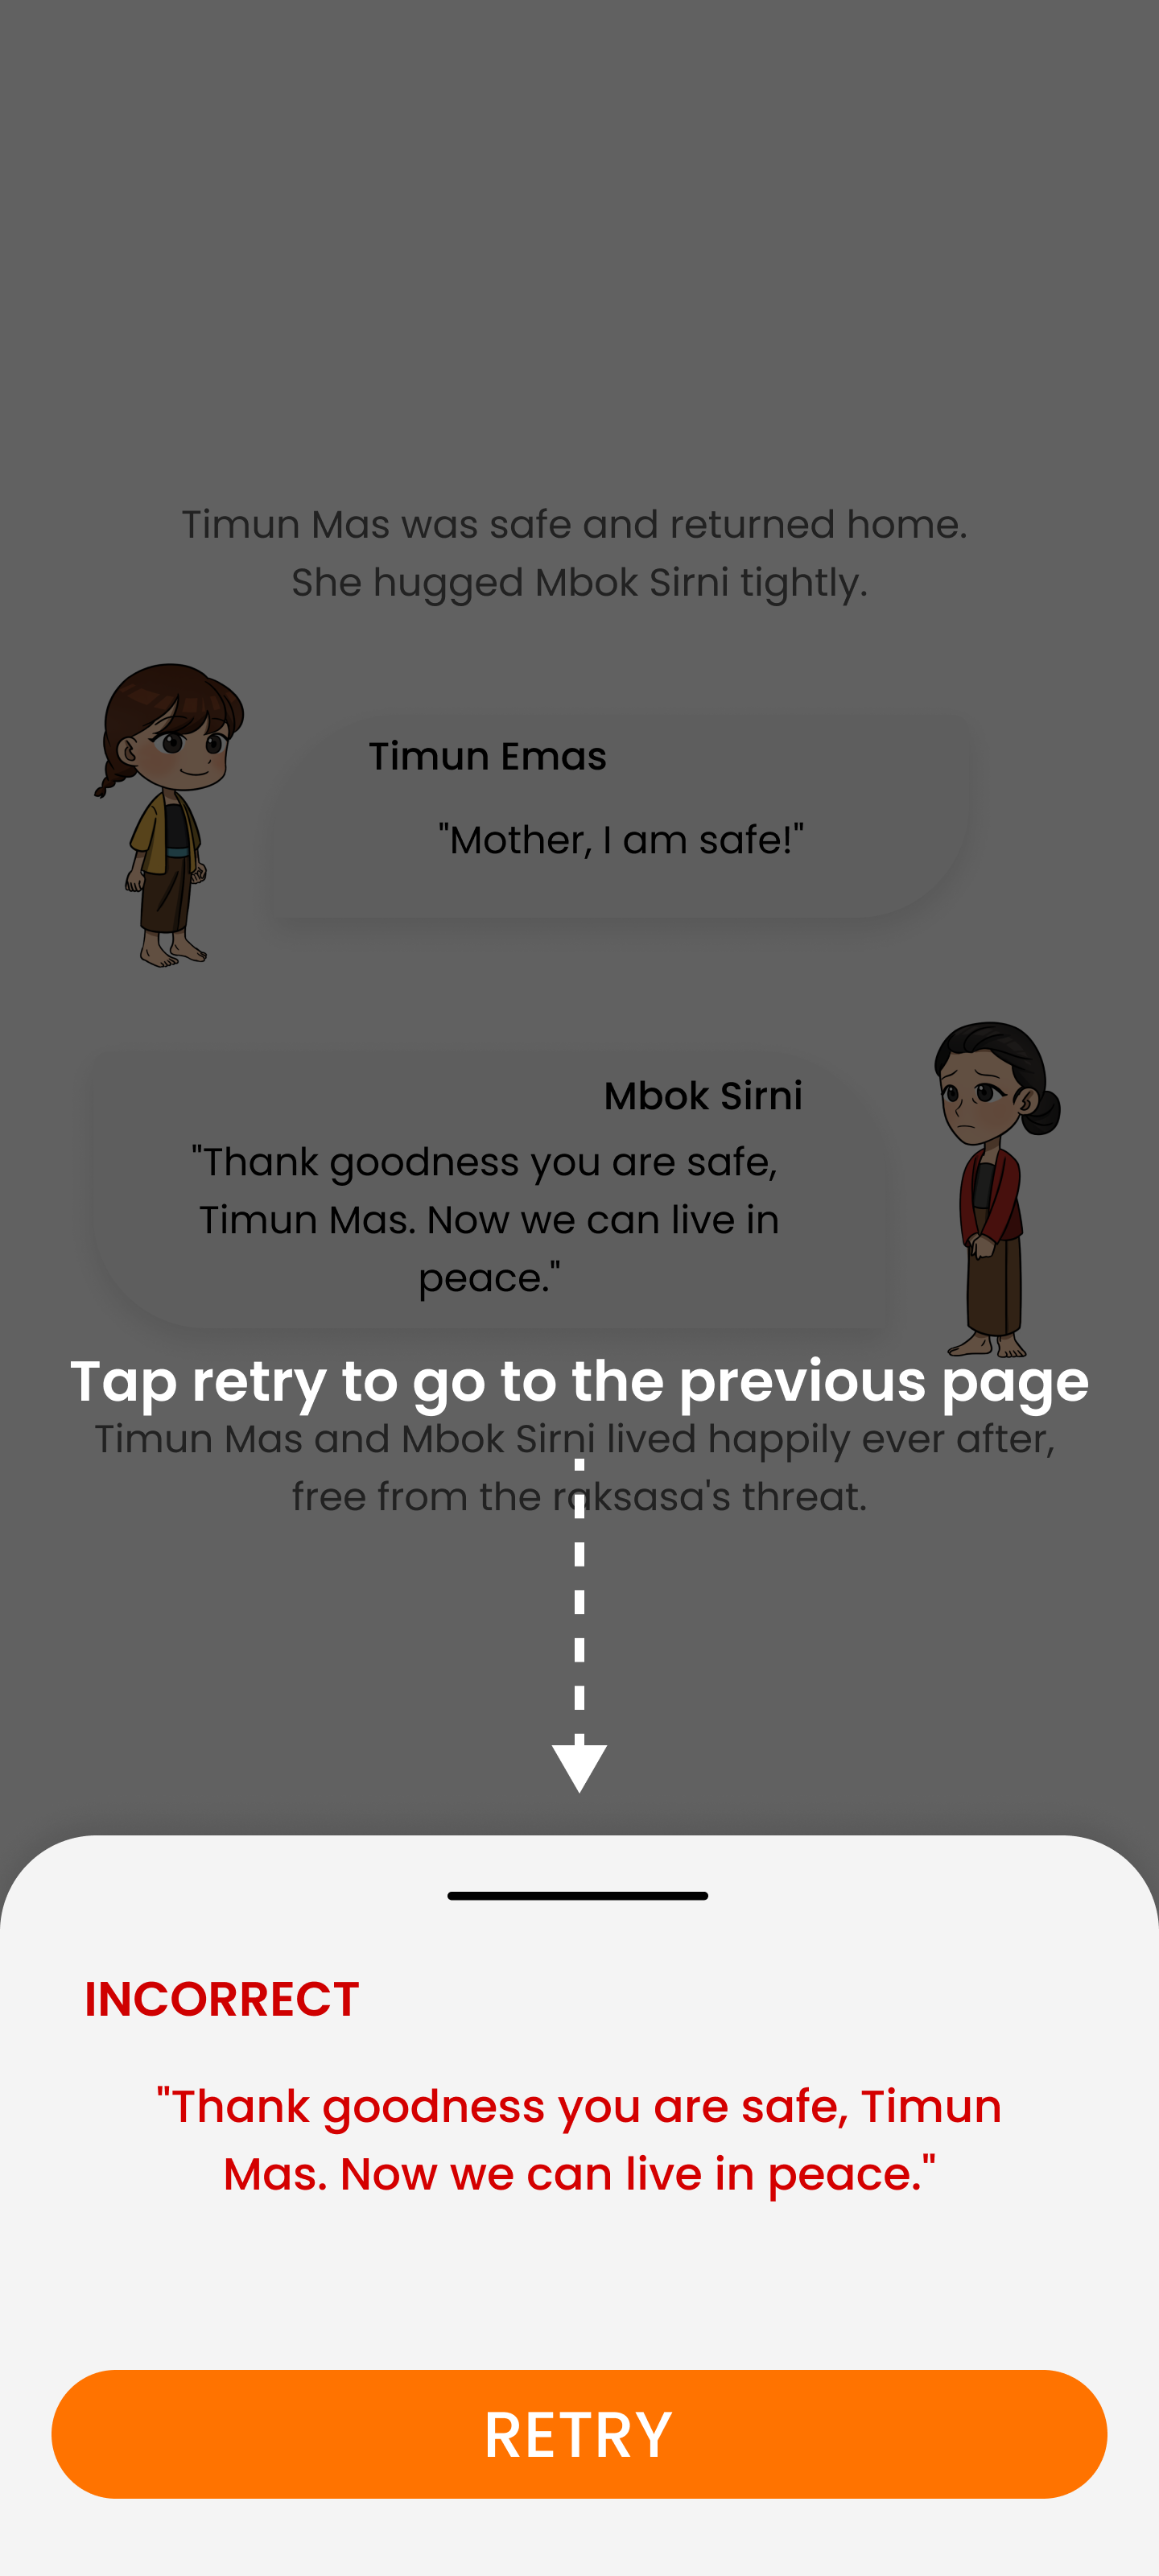 Timun Mas was safe and returned home.
She hugged Mbok Sirni tightly.
Timun Emas
"Mother, I am safe!"
Mbok Sirni
"Thank goodness you are safe,
Timun Mas. Now we can live in
peace."
Tap retry to go to the previous page
Timun Mas and Mbok Sirni lived happily ever after,
free from the raksasa's threat.
INCORRECT
"Thank goodness you are safe, Timun
Mas. Now we can live in peace."
RETRY